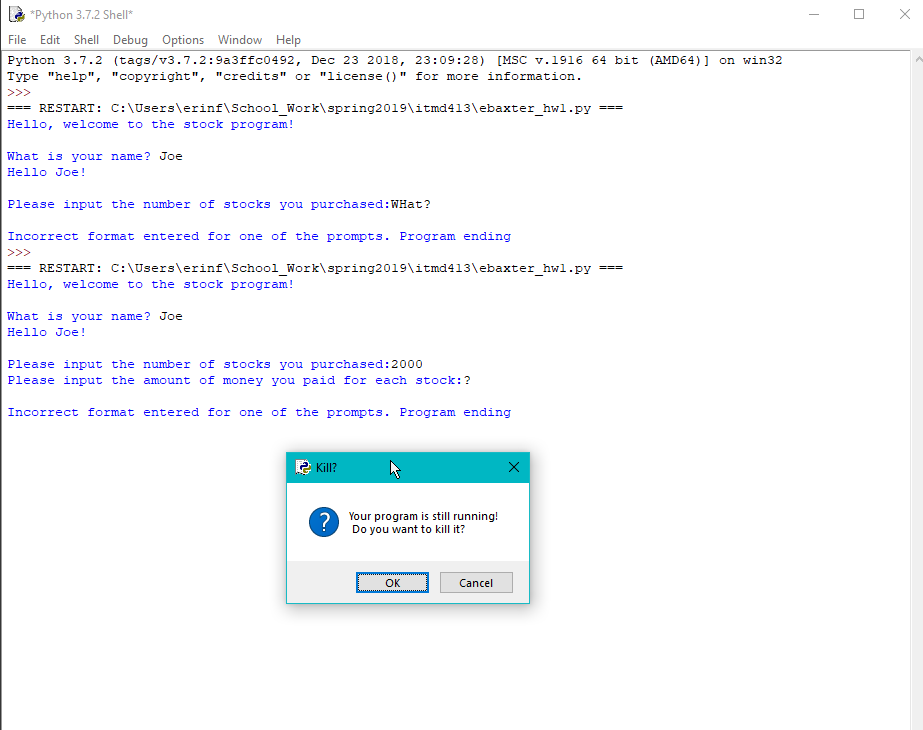 *Python 3.7.2 Shell*
File Edit Shell Debug Options Window Help
Python 3.7.2 (tags/v3.7.2:9a3ffc0492, Dec 23 2018, 23:09:28) [MSC v.1916 64 bit (AMD64)] on win32
Type "help", "copyright", "credits" or "license()" for more information.
>>>
=== RESTART: C:\Users\erinf\School_Work\spring2019\itmd413\ebaxter_hw1.py ===
Hello, welcome to the stock program!
What is your name? Joe
Hello Joe!
Please input the number of stocks you purchased:WHat?
Incorrect format entered for one of the prompts. Program ending
>>>
=== RESTART: C:\Users\erinf\School_Work\spring2019\itmd413\ebaxter_hw1.py ===
Hello, welcome to the stock program!
What is your name? Joe
Hello Joe!
Please input the number of stocks you purchased:2000
Please input the amount of money you paid for each stock:?
Incorrect format entered for one of the prompts. Program ending
Kill?
Your program is still running!
Do you want to kill it?
OK Cancel